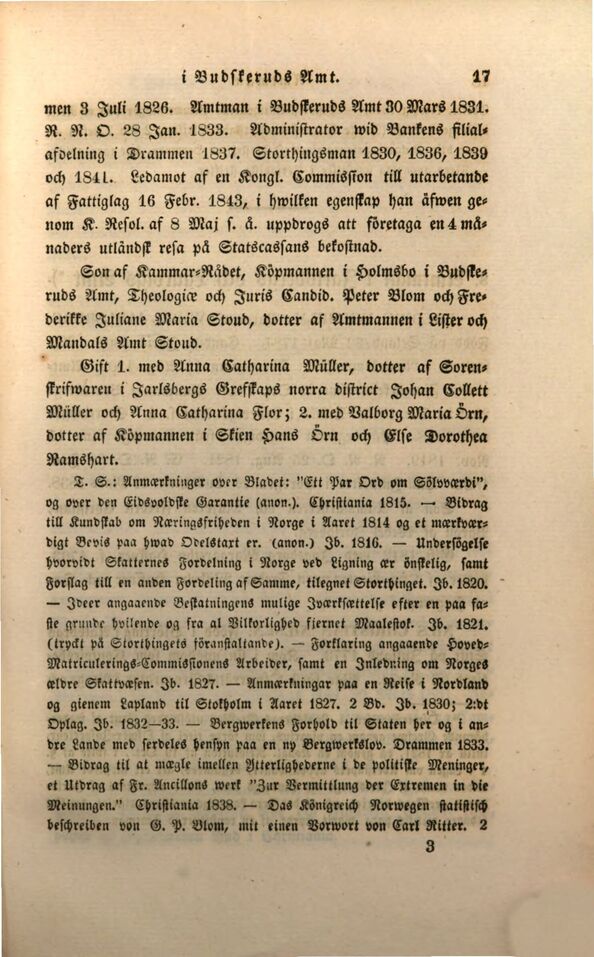 i Budskeruds Amt. 17
men 3 Juli 1826. Amtman i Budskeruds Amt 30 Mars 1831.
R. N. O. 28 Jan. 1833. Administrator wid Bankens filial-
afdelning i Drammen 1837. Storthingsman 1830, 1836, 1839
och 1841. Ledamot af en Kongl. Commission till utarbetande
af Fattiglag 16 Febr. 1843, i hwilken egenskap han äfwen ge-
nom K. Resol. af 8 Maj s. å. uppdrogs att företaga en 4 må-
naders utländsk resa på Statscassans bekostnad.
Son af Kammar-Rådet, Köpmannen i Holmsbo i Budske-
ruds Amt, Theologiæ och Juris Candid. Peter Blom och Fre-
derikke Juliane Maria Stoud, dotter af Amtmannen i Lister och
Mandals Amt Stoud.
Gift 1. med Anna Catharina Müller, dotter af Soren-
skrifwaren i Jarlsbergs Grefskaps norra district Johan Collett
Müller och Anna Catharina Flor; 2. med Valborg Maria Örn,
dotter af Köpmannen i Skien Hans Örn och Else Dorothea
Ramshart.
T. S.: Anmærkninger over Bladet: "Ett Par Ord om Sölvværdi",
og over den Eidsvoldske Garantie (anon.). Christiania 1815. — Bidrag
till Kundskab om Næringsfriheden i Norge i Aaret 1814 og et mærkvær-
digt Bevis paa hwad Odelstaxt er. (anon.) Ib. 1816. — Undersögelse
hvorvidt Skatternes Fordelning i Norge ved Ligning ær önskelig, samt
Forslag till en anden Fordeling af Samme, tilegnet Storthinget. Ib. 1820.
— Ideer angaaende Beskatningens mulige Iværksættelse efter en paa fa-
ste grunde hvilende og fra al Vilkorlighed fjernet Maalestok. Ib. 1821.
(tryckt på Storthingets föranstaltande). — Forklaring angaaende Hoved-
Matriculerings-Commissionens Arbeider, samt en Inledning om Norges
ældre Skattvæsen. Ib. 1827. — Anmærkningar paa en Reise i Nordland
og gienem Lapland til Stokholm i Aaret 1827. 2 Bd. Ib. 1830; 2:dt
Oplag. Ib. 1832—33. — Bergwerkens Forhold til Staten her og i an-
dre Lande med serdeles hensyn paa en ny Bergwerkslov. Drammen 1833.
— Bidrag til at mægle imellen Ytterlighederne i de politiske Meninger,
et Utdrag af Fr. Ancillons werk "Zur Vermittlung der Extremen in die
Meinungen." Christiania 1838. — Das Königreich Norwegen statistisch
beschreiben von G. P. Blom, mit einen Vorwort von Carl Ritter. 2
3